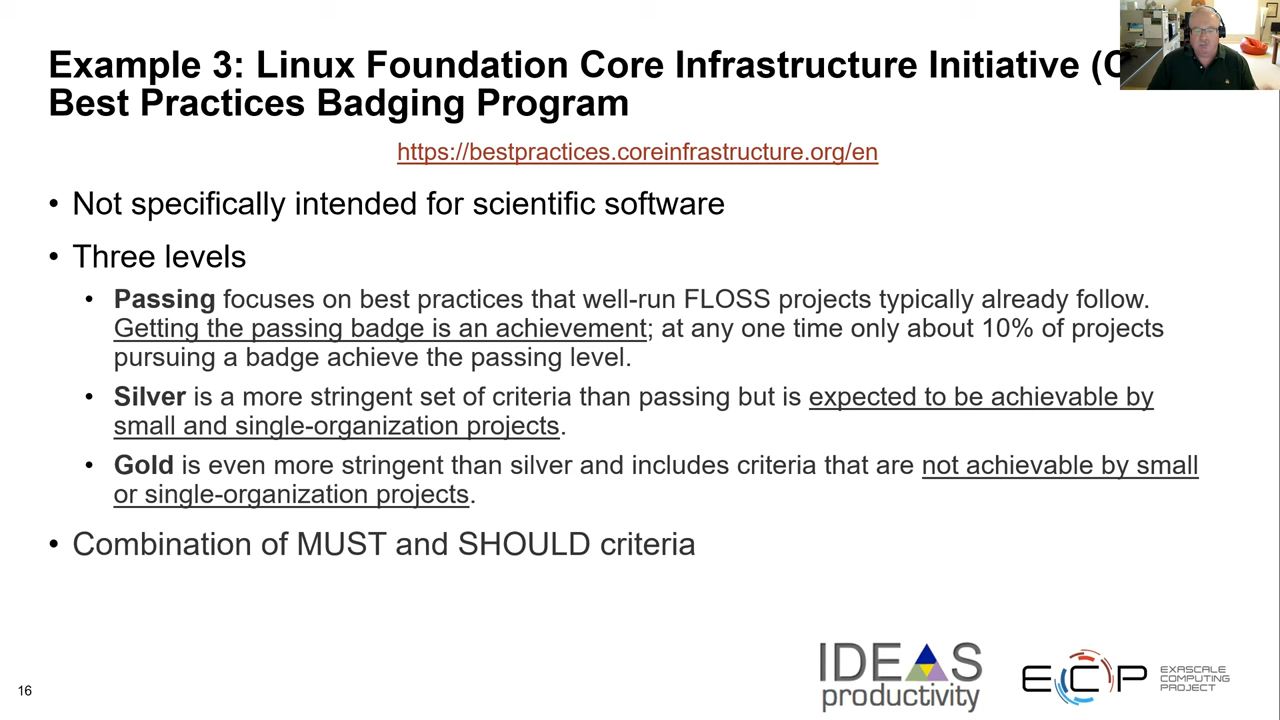 Example 3: Linux Foundation Core Infrastructure Initiative (
Best Practices Badging Program
https://bestpractices.coreinfrastructure.org/en
• Not specifically intended for scientific software
• Three levels
• Passing focuses on best practices that well-run FLOSS projects typically already follow.
Getting the passing badge is an achievement; at any one time only about 10% of projects
pursuing a badge achieve the passing level.
• Silver is a more stringent set of criteria than passing but is expected to be achievable by
small and single-organization projects.
• Gold is even more stringent than silver and includes criteria that are not achievable by small
or single-organization projects.
• Combination of MUST and SHOULD criteria
IDEAS
productivity
ECP
EXASCALE
COMPUTING
PROJECT
16